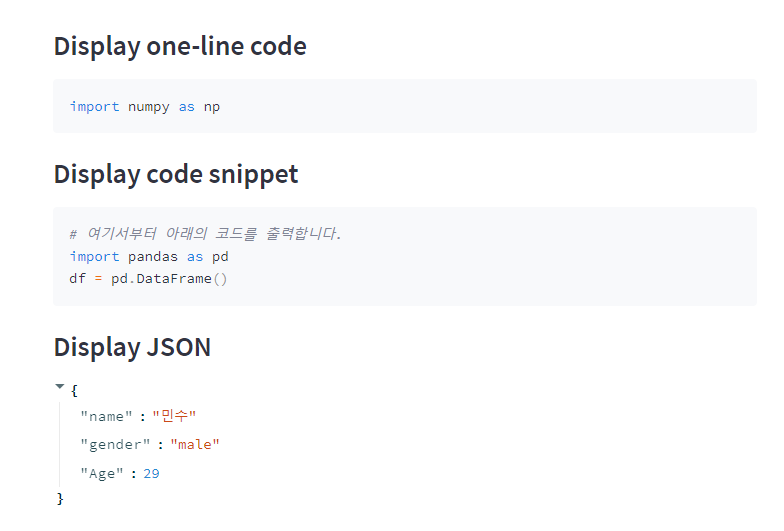 Display one-line code
import numpy as np
Display code snippet
# 여기서부터 아래의 코드를 출력합니다.
import pandas as pd
df = pd.DataFrame()
Display JSON
{
"name" : "민수"
"gender" : "male"
"Age" : 29
}